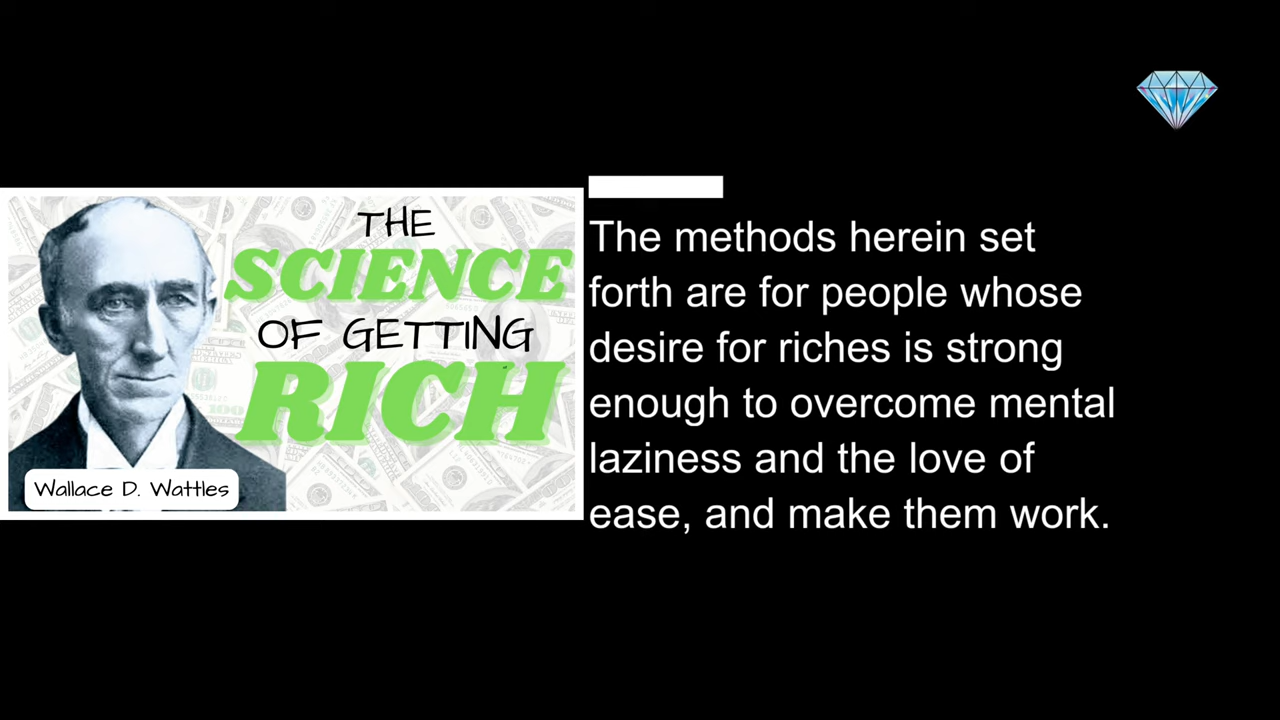 THE
SCIENCE
OF GETTING
RICH
Wallace D. Wattles
The methods herein set
forth are for people whose
desire for riches is strong
enough to overcome mental
laziness and the love of
ease, and make them work.